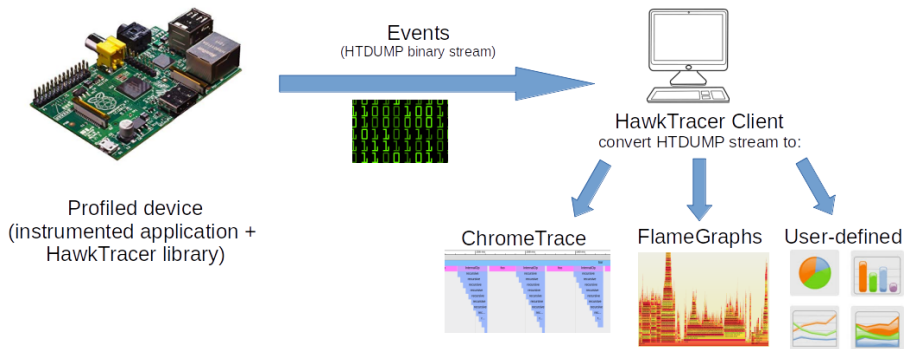 Events
(HTDUMP binary stream)
HawkTracer Client
convert HTDUMP stream to:
Profiled device
(instrumented application +
HawkTracer library)
ChromeTrace
FlameGraphs
User-defined